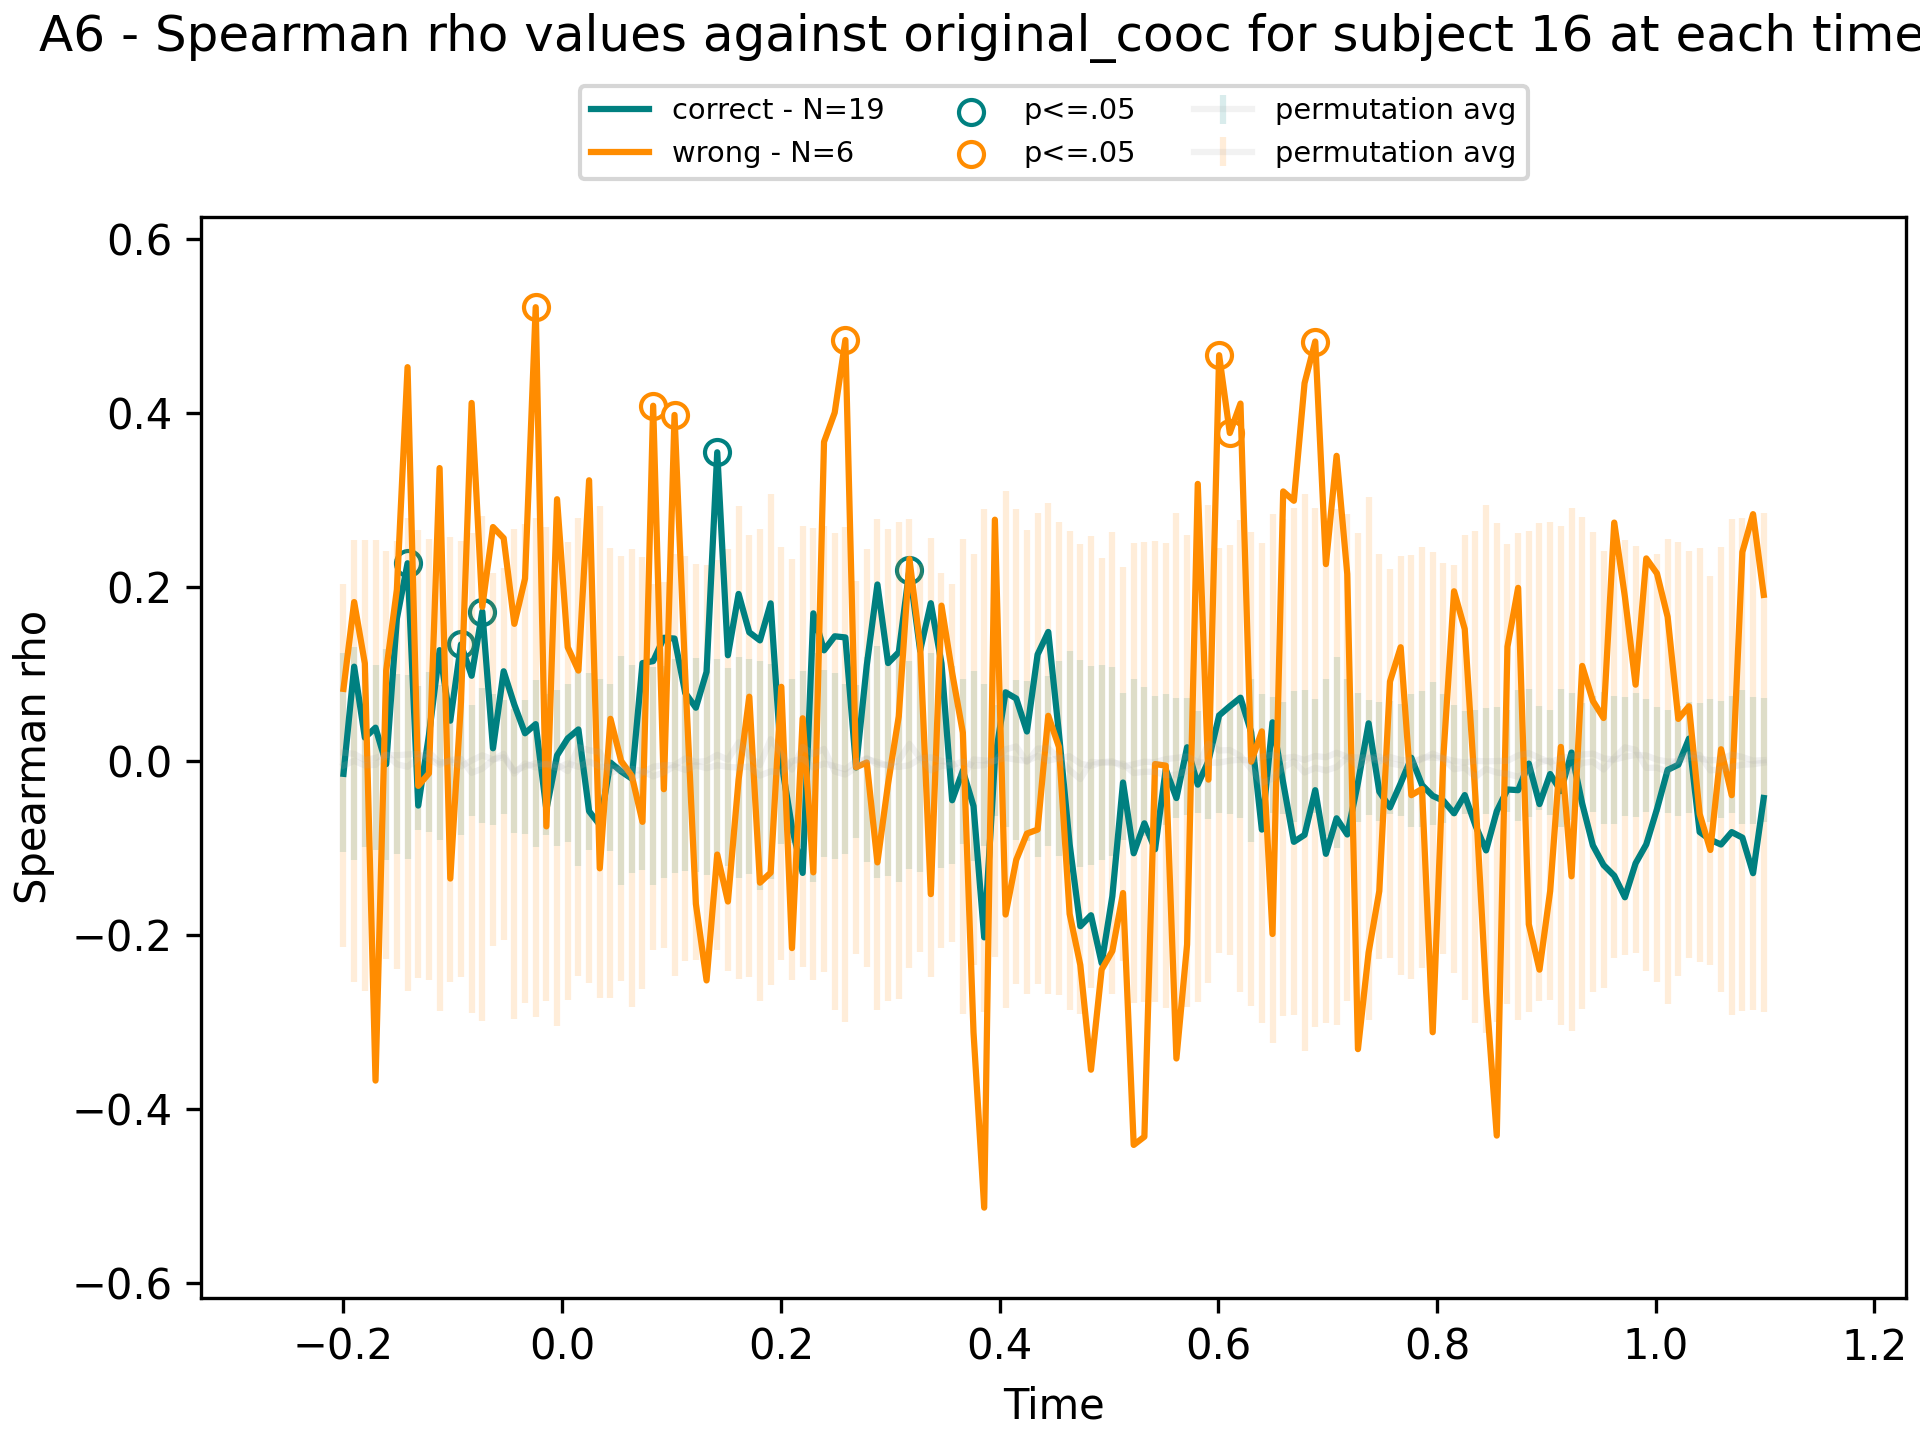 A6 - Spearman rho values against original_cooc for subject 16 at each time
correct - N=19 p<=.05 permutation avg
wrong - N=6 p<=.05 permutation avg
0.6
0.4
0.2
0.0
−0.2
−0.4
−0.6
Spearman rho
−0.2 0.0 0.2 0.4 0.6 0.8 1.0 1.2
Time